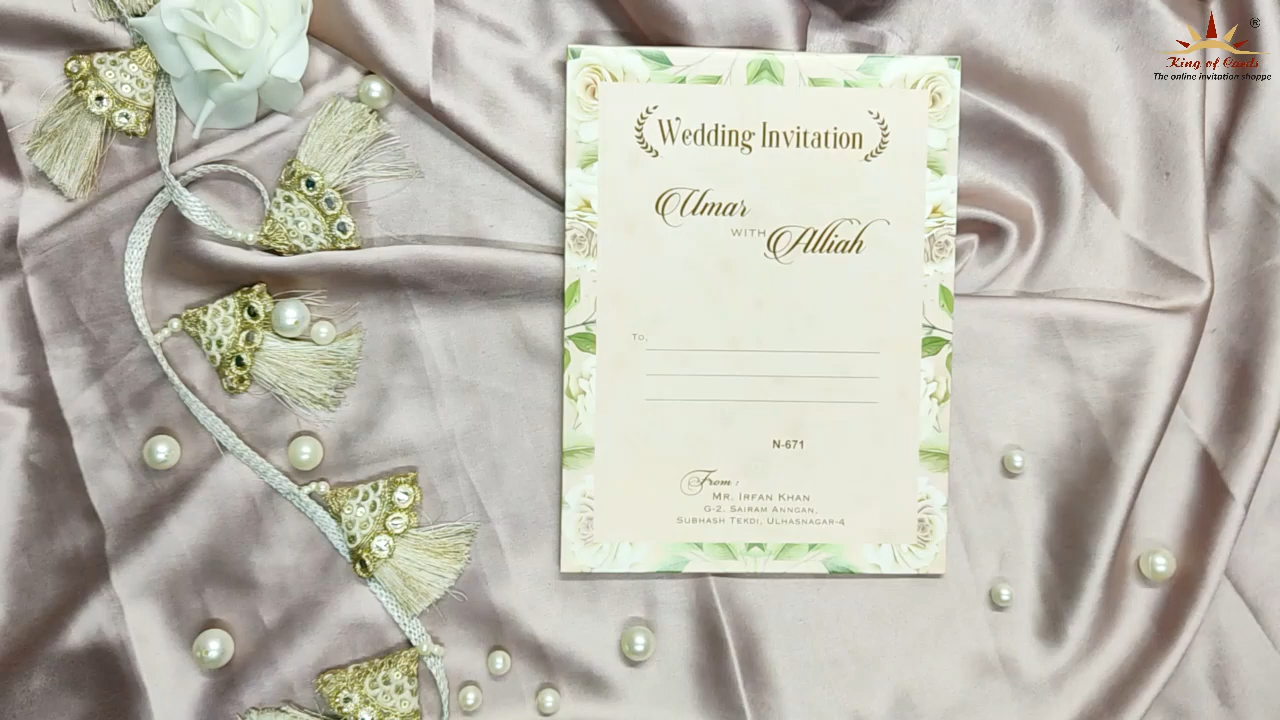 Wedding Invitation
Umar
WITH
Alliah
To,
N-671
From:
Mr. Irfan Khan
G-2, Sairam Anngan,
Subhash Tekdi, Ulhasnagar-4
®
King of Cards
The online invitation shoppe